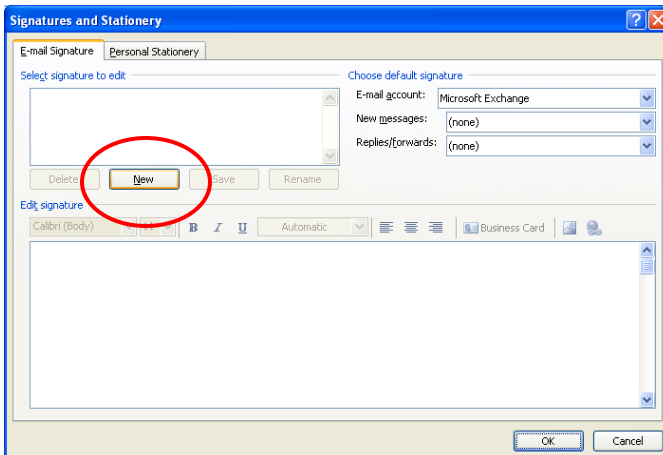 Signatures and Stationery
E-mail Signature Personal Stationery
Select signature to edit
Choose default signature
E-mail account: Microsoft Exchange
New messages: (none)
Replies/forwards: (none)
Delete New Save Rename
Edit signature
Calibri (Body) 11 B I U Automatic Business Card
OK Cancel